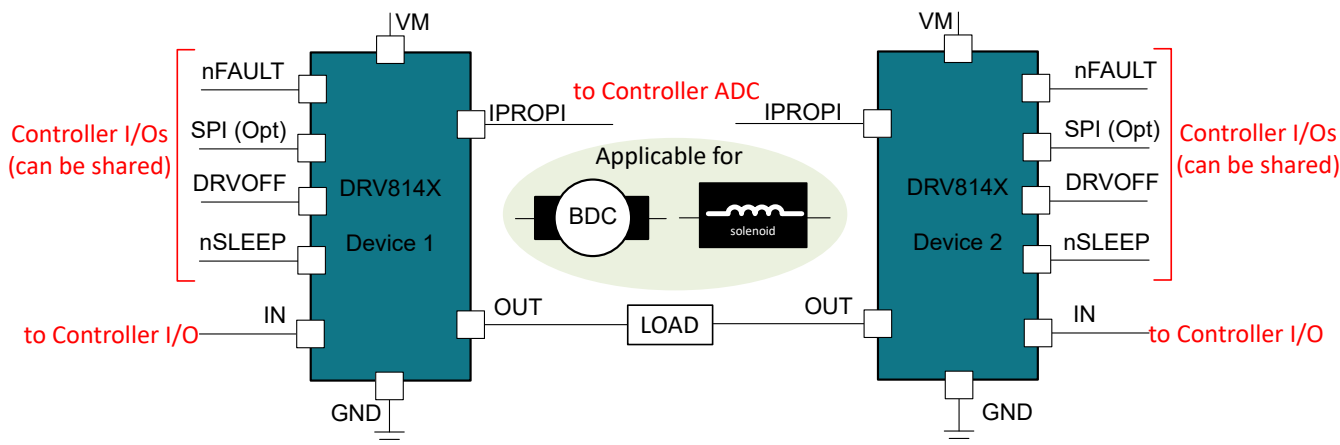 VM
nFAULT
SPI (Opt)
DRVOFF
nSLEEP
IN
Controller I/Os
(can be shared)
to Controller I/O
DRV814X
Device 1
IPROPI
OUT
GND
to Controller ADC
Applicable for
BDC
solenoid
LOAD
VM
IPROPI
OUT
DRV814X
Device 2
nFAULT
SPI (Opt)
DRVOFF
nSLEEP
IN
Controller I/Os
(can be shared)
to Controller I/O
GND